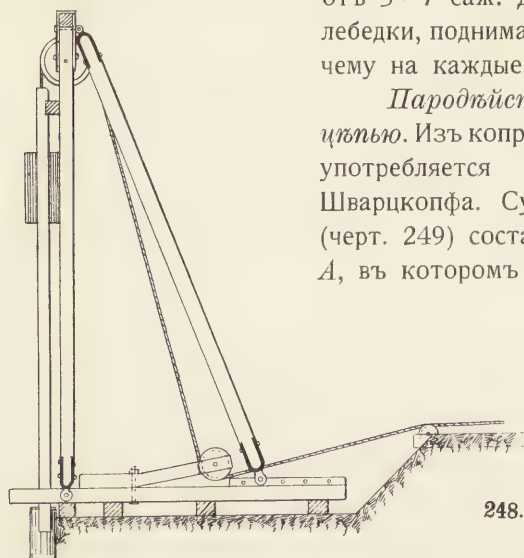 отъ 5–7 саж. Д
лебедки, поднима
чему на каждые
Пародѣйст
цѣпью. Изъ копр
употребляется
Шварцкопфа. Су
(черт. 249) соста
А, въ которомъ
248.